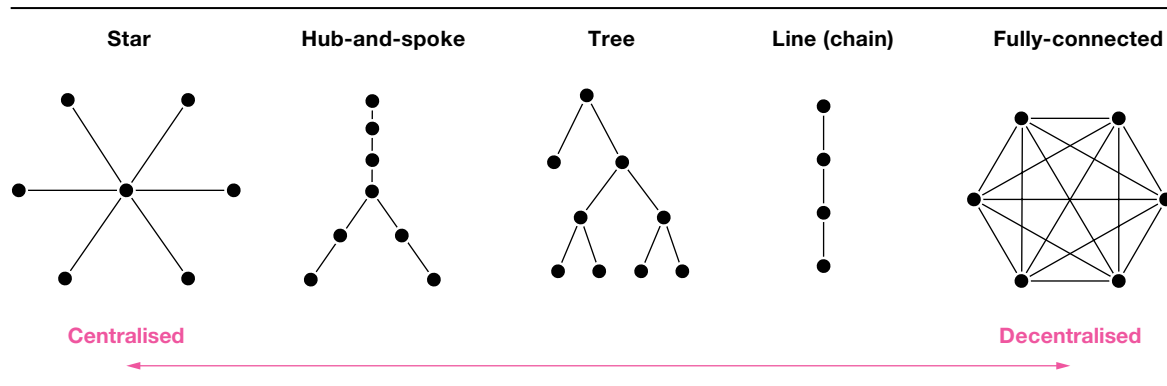 Star
Hub-and-spoke
Tree
Line (chain)
Fully-connected
Centralised
Decentralised